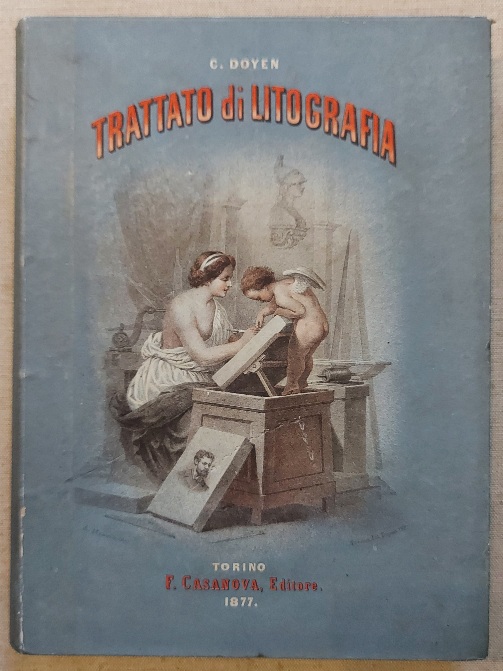 C. DOYEN
TRATTATO di LITOGRAFIA
TORINO
F. CASANOVA, Editore.
1877.